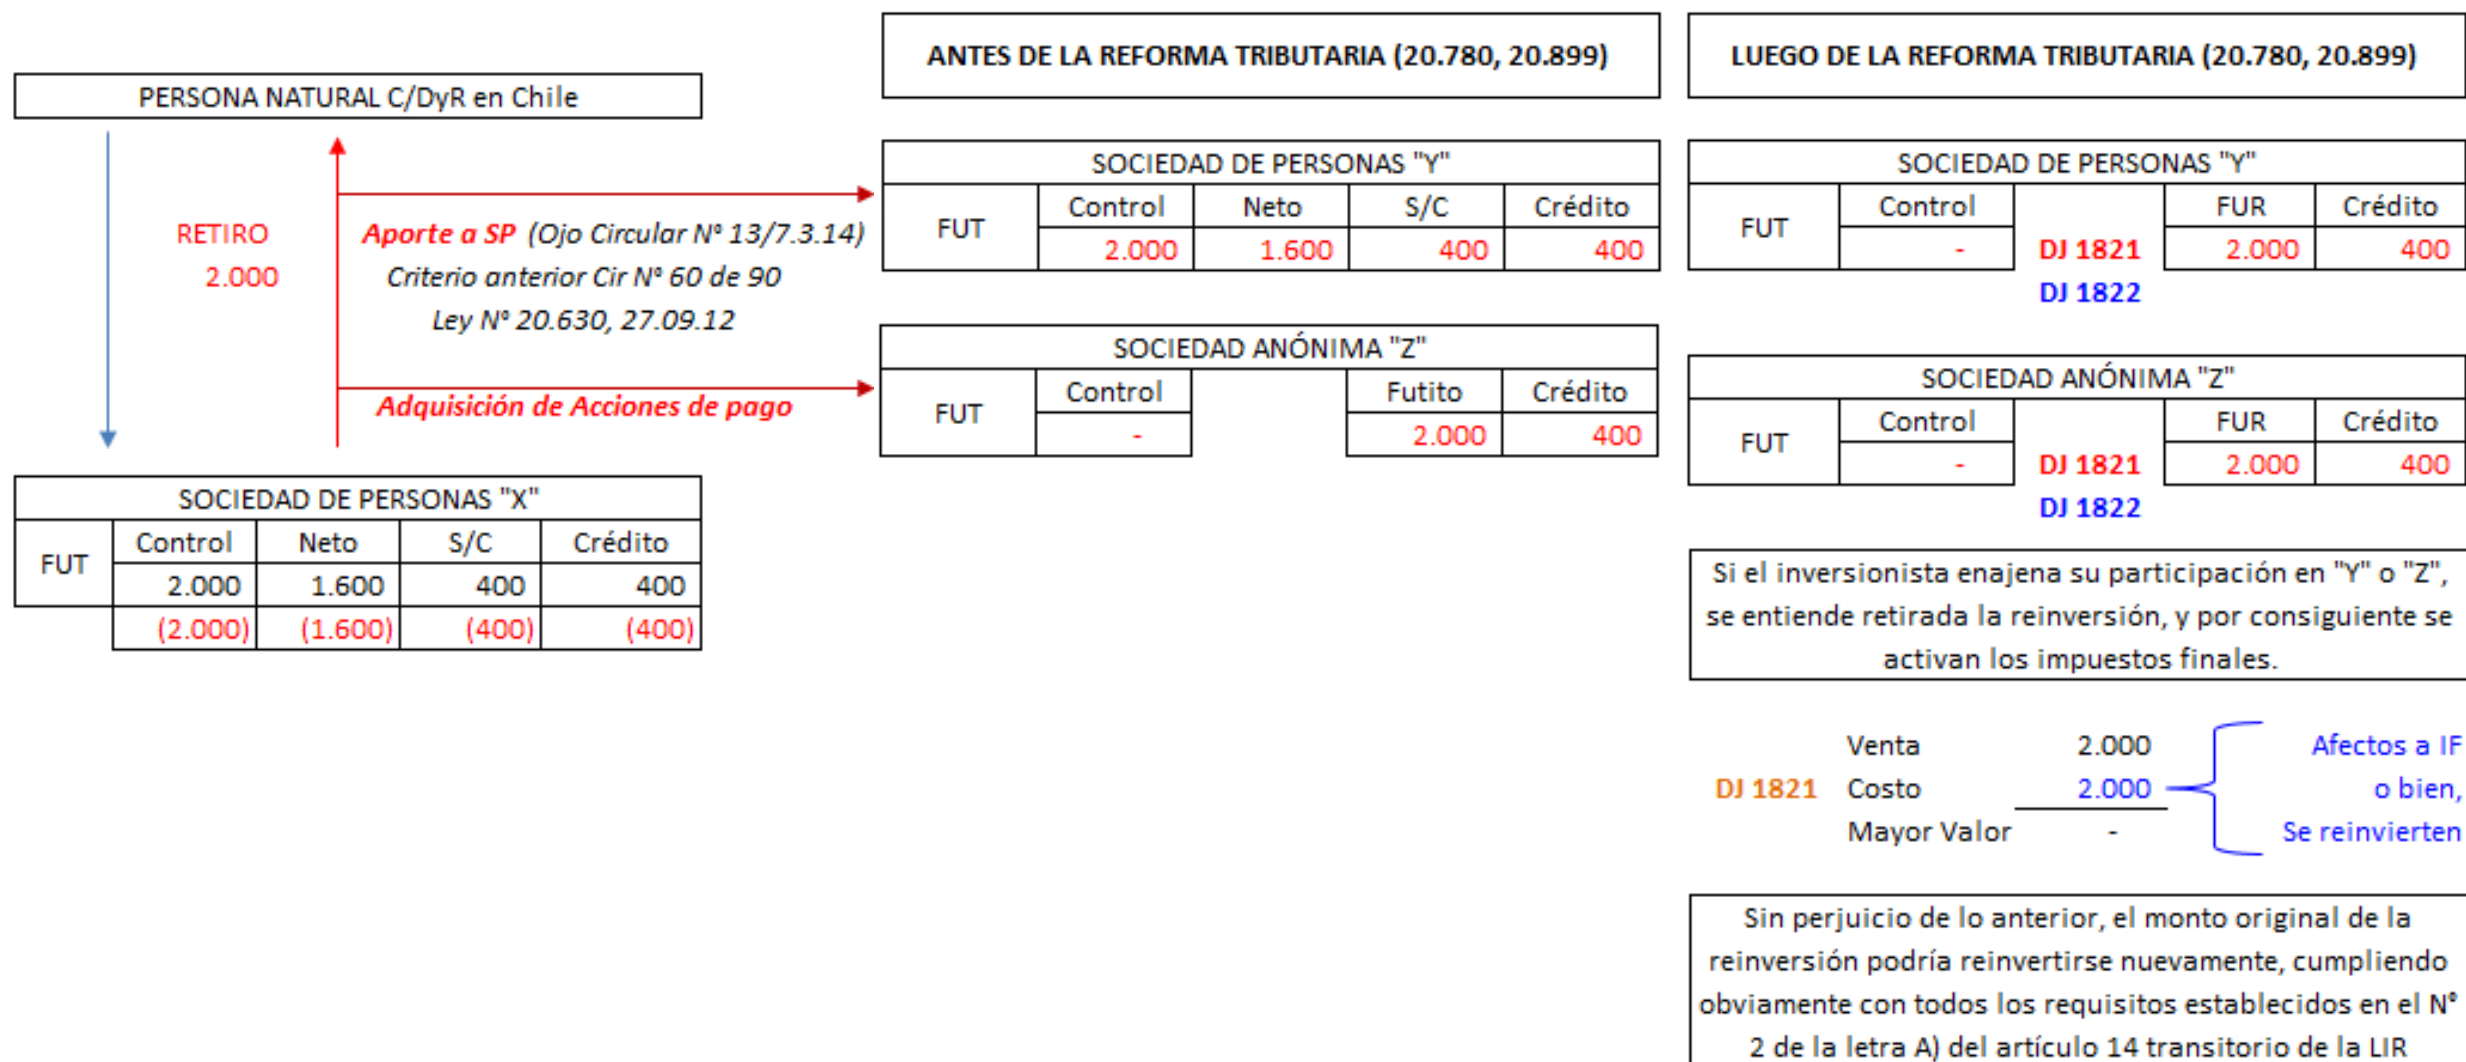 ANTES DE LA REFORMA TRIBUTARIA (20.780, 20.899)
LUEGO DE LA REFORMA TRIBUTARIA (20.780, 20.899)
PERSONA NATURAL C/DyR en Chile
RETIRO
2.000
Aporte a SP (Ojo Circular Nº 13/7.3.14)
Criterio anterior Cir Nº 60 de 90
Ley Nº 20.630, 27.09.12
Adquisición de Acciones de pago
SOCIEDAD DE PERSONAS "X"
FUT Control Neto S/C Crédito
2.000 1.600 400 400
(2.000) (1.600) (400) (400)
SOCIEDAD DE PERSONAS "Y"
FUT Control Neto S/C Crédito
2.000 1.600 400 400
SOCIEDAD ANÓNIMA "Z"
FUT Control Futito Crédito
- 2.000 400
SOCIEDAD DE PERSONAS "Y"
FUT Control FUR Crédito
- DJ 1821 2.000 400
DJ 1822
SOCIEDAD ANÓNIMA "Z"
FUT Control FUR Crédito
- DJ 1821 2.000 400
DJ 1822
Si el inversionista enajena su participación en "Y" o "Z",
se entiende retirada la reinversión, y por consiguiente se
activan los impuestos finales.
Venta 2.000 Afectos a IF
DJ 1821 Costo 2.000 o bien,
Mayor Valor - Se reinvierten
Sin perjuicio de lo anterior, el monto original de la
reinversión podría reinvertirse nuevamente, cumpliendo
obviamente con todos los requisitos establecidos en el Nº
2 de la letra A) del artículo 14 transitorio de la LIR